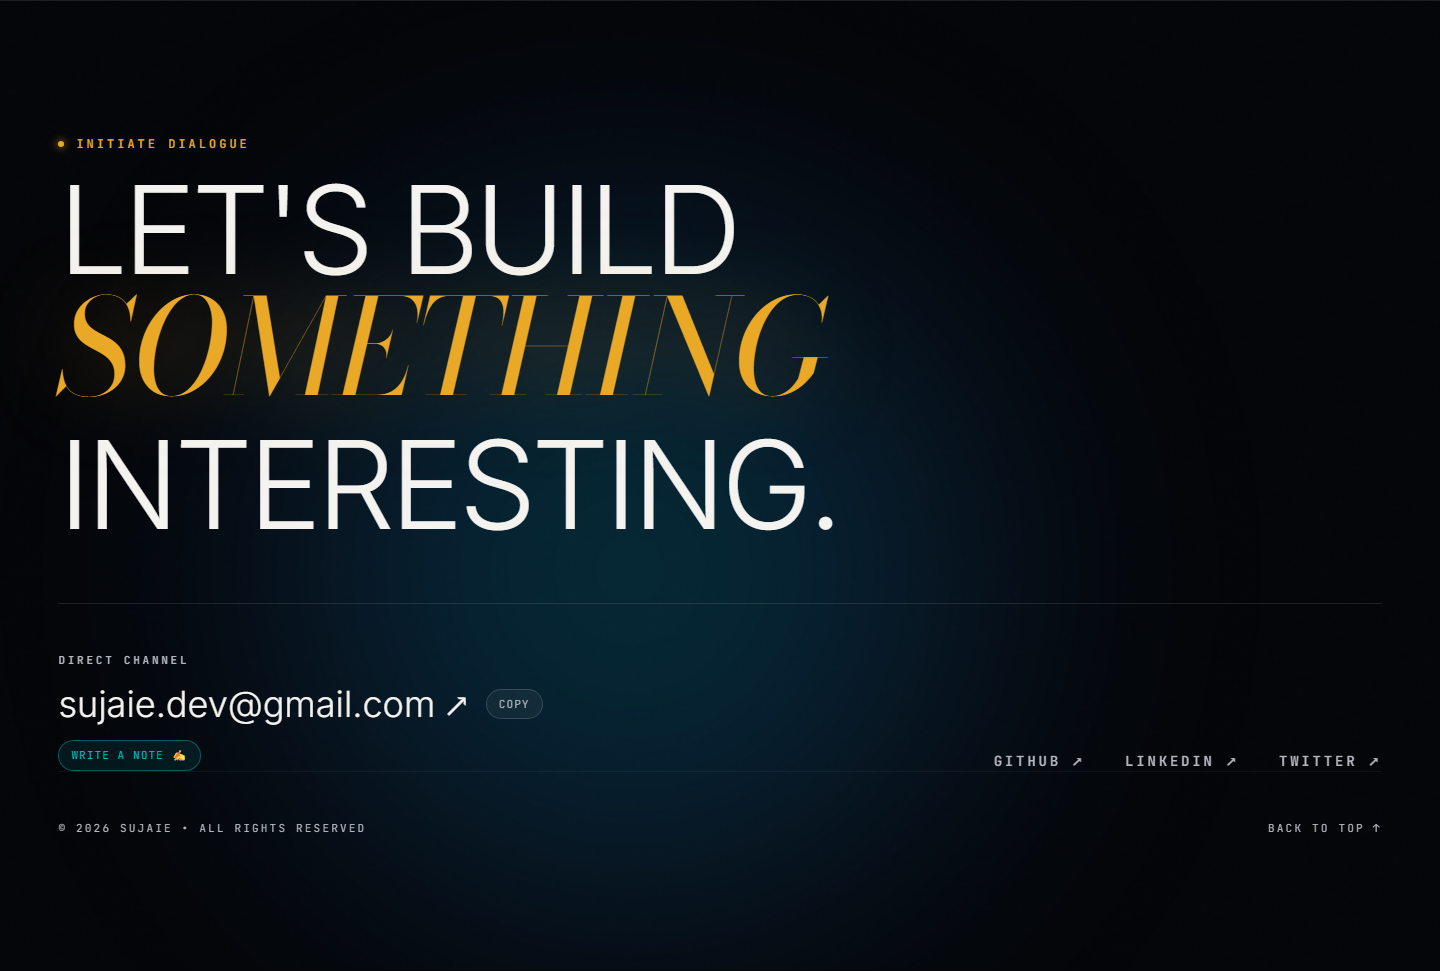 INITIATE DIALOGUE
LET'S BUILD
SOMETHING
INTERESTING.
DIRECT CHANNEL
sujaie.dev@gmail.com ↗ COPY
WRITE A NOTE ✍️
GITHUB ↗ LINKEDIN ↗ TWITTER ↗
© 2026 SUJAIE • ALL RIGHTS RESERVED
BACK TO TOP ↑